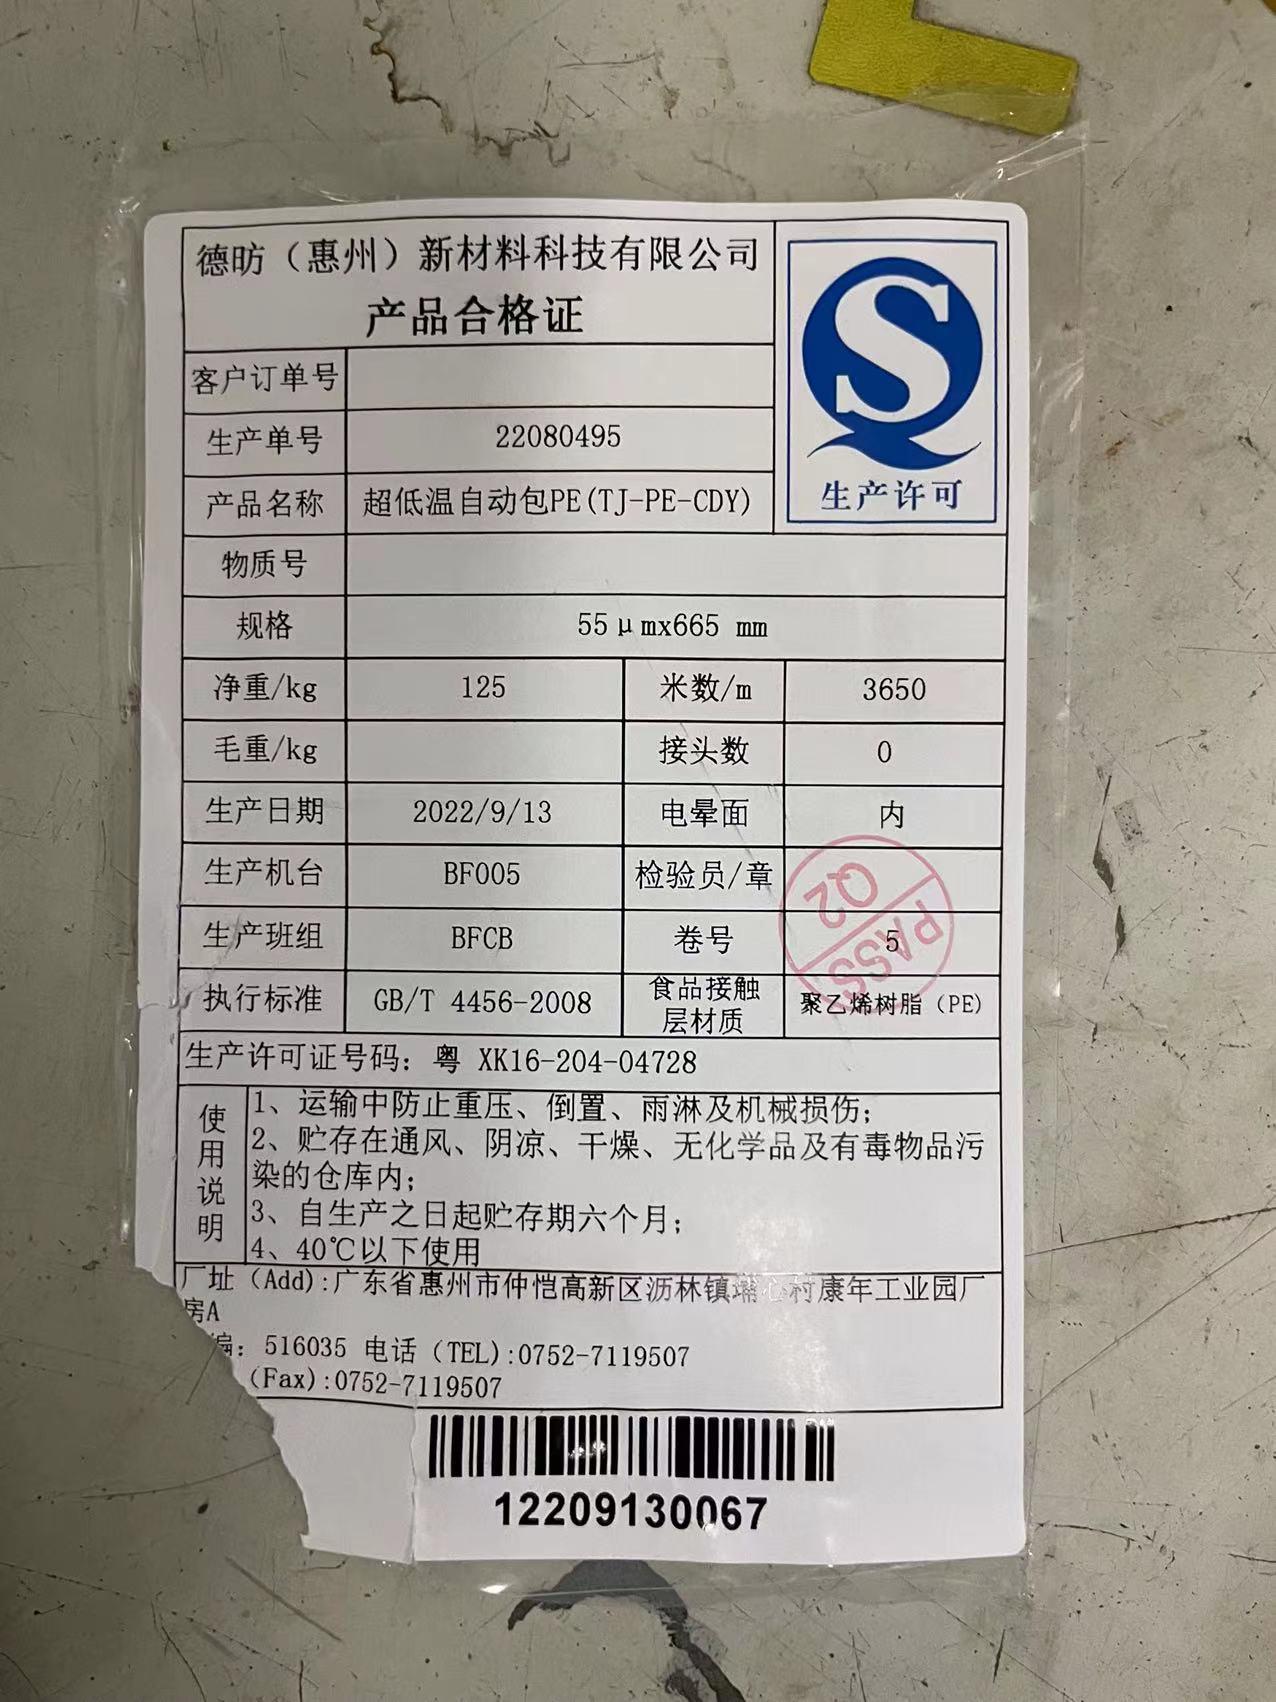 德昉（惠州）新材料科技有限公司
产品合格证
S
生产许可
客户订单号
生产单号 22080495
产品名称 超低温自动包PE(TJ-PE-CDY)
物质号
规格 55μmx665 mm
净重/kg 125 米数/m 3650
毛重/kg 接头数 0
生产日期 2022/9/13 电晕面 内
生产机台 BF005 检验员/章
Q2
PASS
生产班组 BFCB 卷号 5
执行标准 GB/T 4456-2008 食品接触层材质 聚乙烯树脂（PE)
生产许可证号码：粤 XK16-204-04728
使用说明
1、运输中防止重压、倒置、雨淋及机械损伤；
2、贮存在通风、阴凉、干燥、无化学品及有毒物品污
染的仓库内；
3、自生产之日起贮存期六个月；
4、40℃以下使用
厂址（Add):广东省惠州市仲恺高新区沥林镇埔心村康年工业园厂
房A
编：516035 电话（TEL):0752-7119507
(Fax):0752-7119507
12209130067